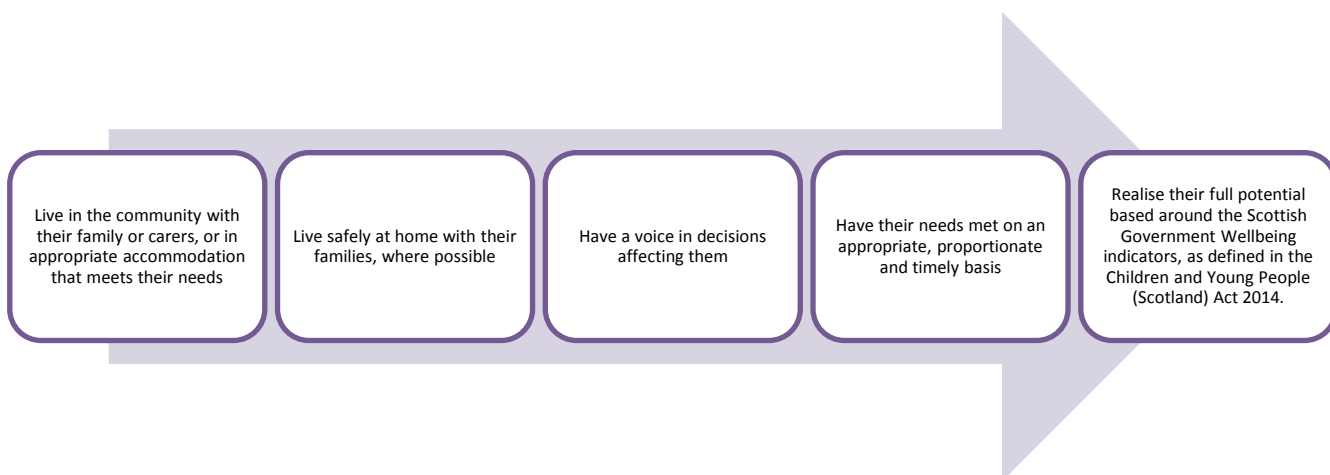 Live in the community with
their family or carers, or in
appropriate accommodation
that meets their needs
Live safely at home with their
families, where possible
Have a voice in decisions
affecting them
Have their needs met on an
appropriate, proportionate
and timely basis
Realise their full potential
based around the Scottish
Government Wellbeing
indicators, as defined in the
Children and Young People
(Scotland) Act 2014.